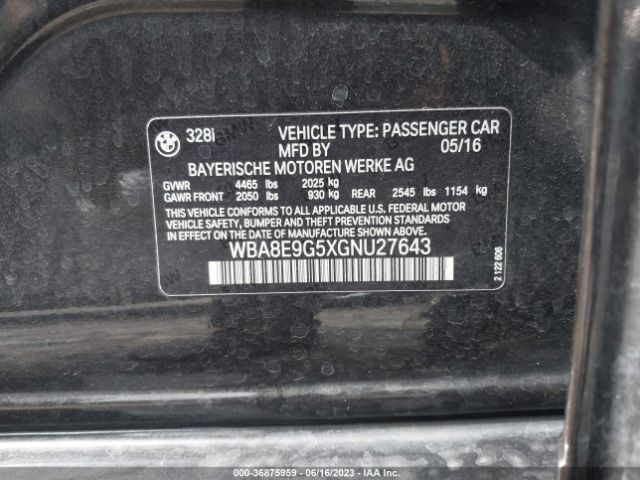 328i VEHICLE TYPE: PASSENGER CAR
MFD BY 05/16
BAYERISCHE MOTOREN WERKE AG
GVWR 4465 lbs 2025 kg
GAWR FRONT 2050 lbs 930 kg REAR 2545 lbs 1154 kg
THIS VEHICLE CONFORMS TO ALL APPLICABLE U.S. FEDERAL MOTOR
VEHICLE SAFETY, BUMPER, AND THEFT PREVENTION STANDARDS IN
EFFECT ON THE DATE OF MANUFACTURE SHOWN ABOVE.
WBA8E9G5XGNU27643
2 122 606
000-36875959 - 06/16/2023 - IAA Inc.